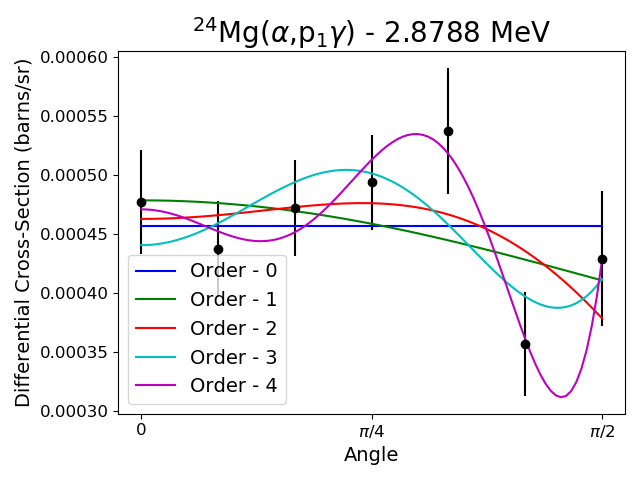 ²⁴Mg(α,p₁γ) - 2.8788 MeV
Differential Cross-Section (barns/sr)
0.00060
0.00055
0.00050
0.00045
0.00040
0.00035
0.00030
Order - 0
Order - 1
Order - 2
Order - 3
Order - 4
0 π/4 π/2
Angle